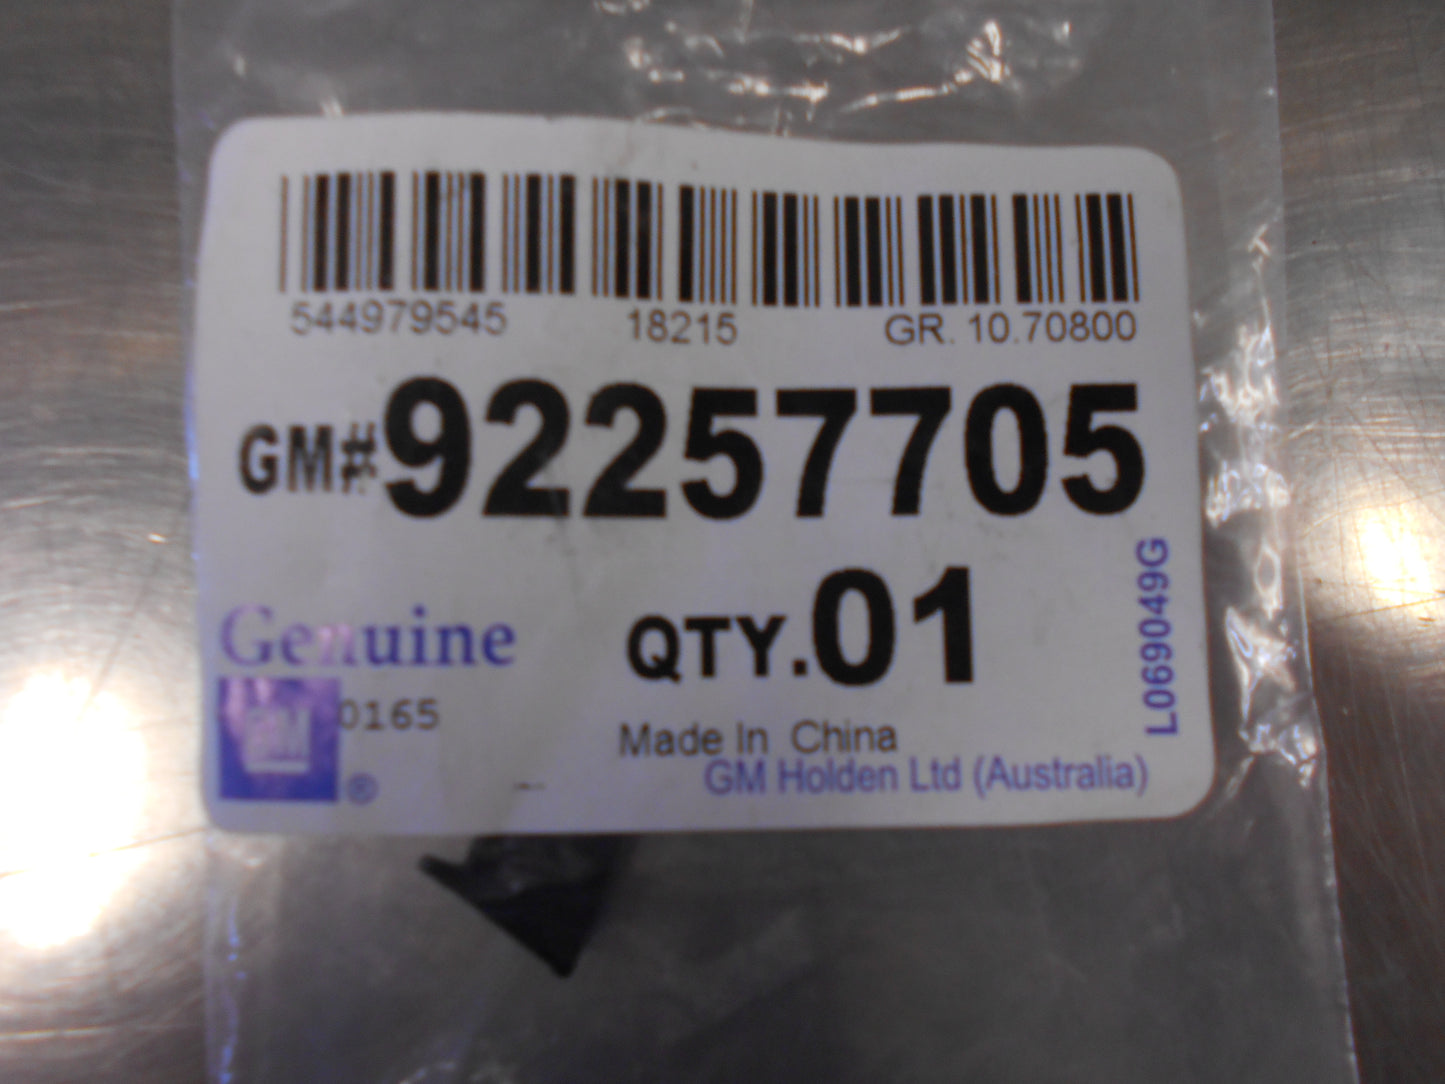 544979545 18215 GR. 10.70800
GM# 92257705
Genuine QTY. 01
GM 0165
®
Made In China
GM Holden Ltd (Australia)
L069049G